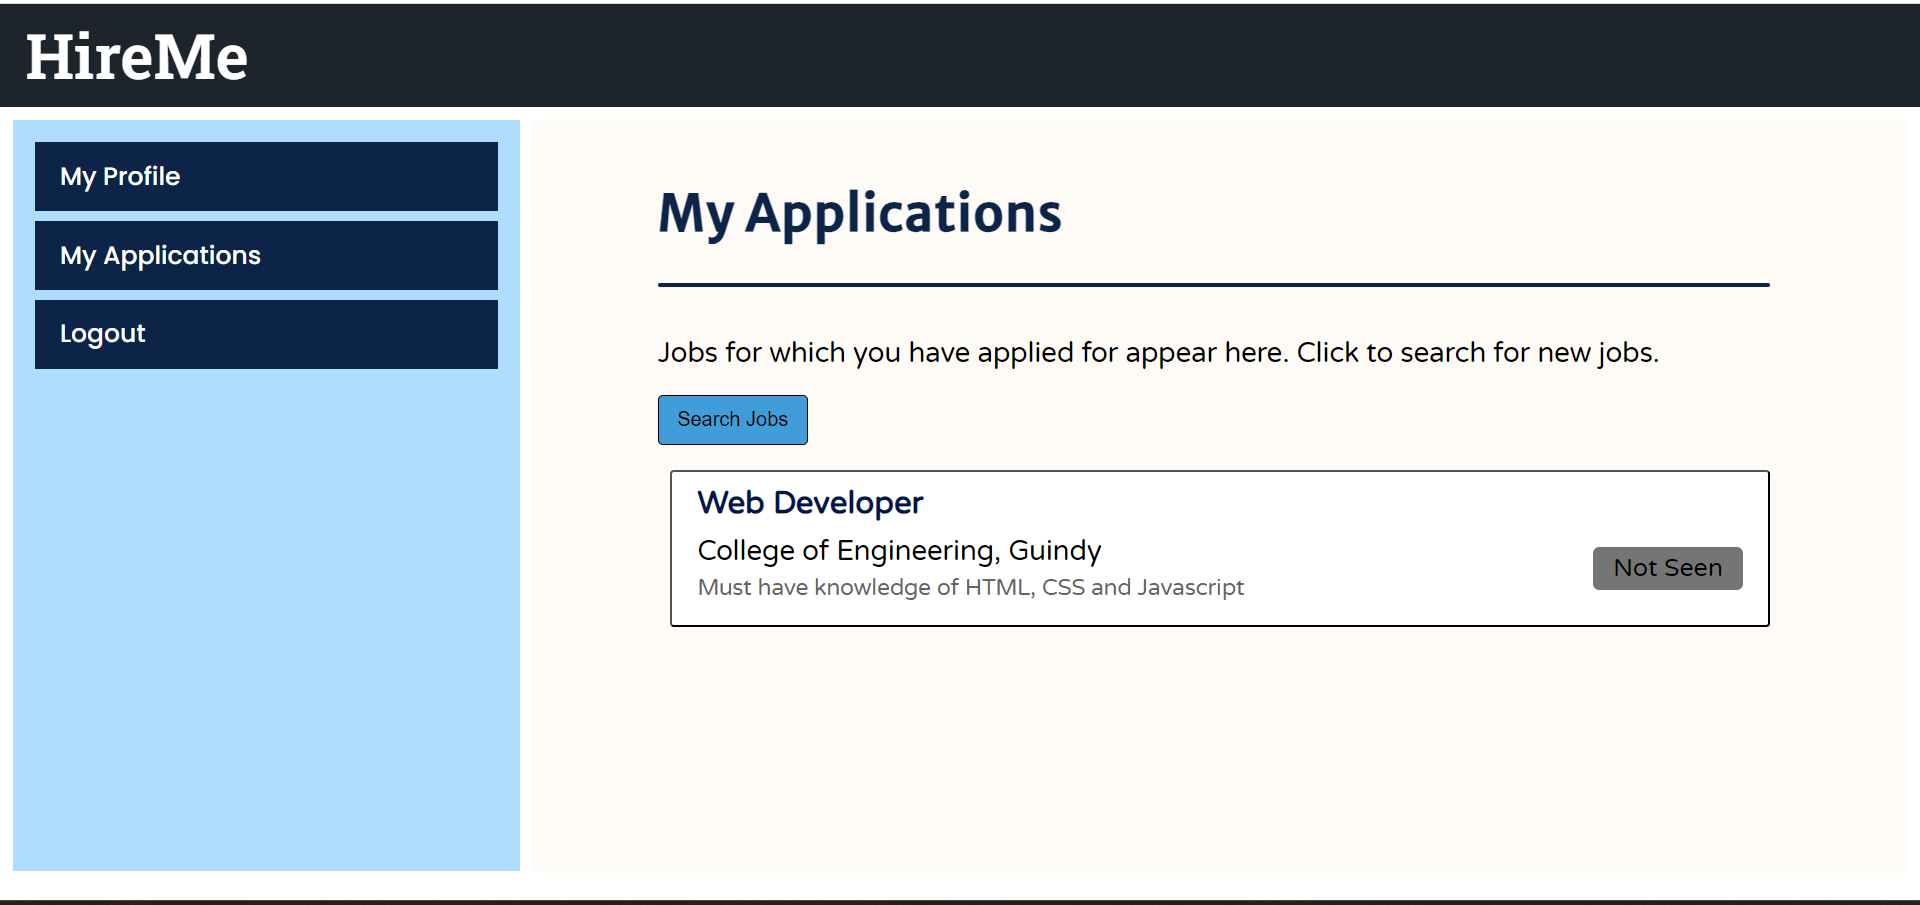 HireMe
My Profile
My Applications
Logout
My Applications
Jobs for which you have applied for appear here. Click to search for new jobs.
Search Jobs
Web Developer
College of Engineering, Guindy
Must have knowledge of HTML, CSS and Javascript
Not Seen